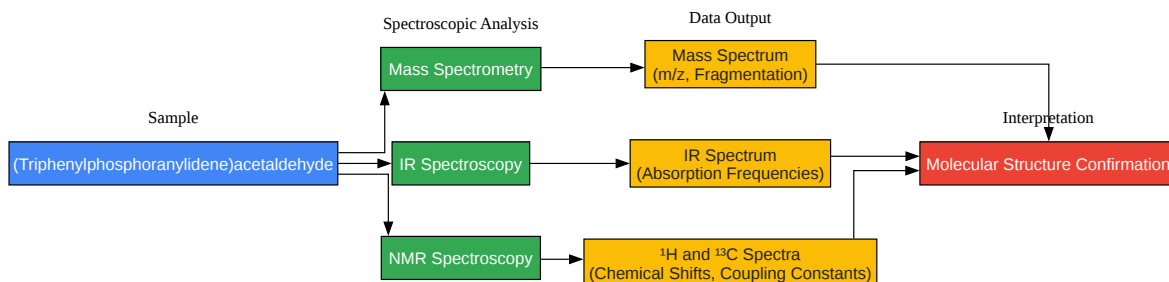 Spectroscopic Analysis
Data Output
Mass Spectrometry
Mass Spectrum
(m/z, Fragmentation)
Sample
Interpretation
(Triphenylphosphoranylidene)acetaldehyde
IR Spectroscopy
IR Spectrum
(Absorption Frequencies)
Molecular Structure Confirmation
NMR Spectroscopy
¹H and ¹³C Spectra
(Chemical Shifts, Coupling Constants)